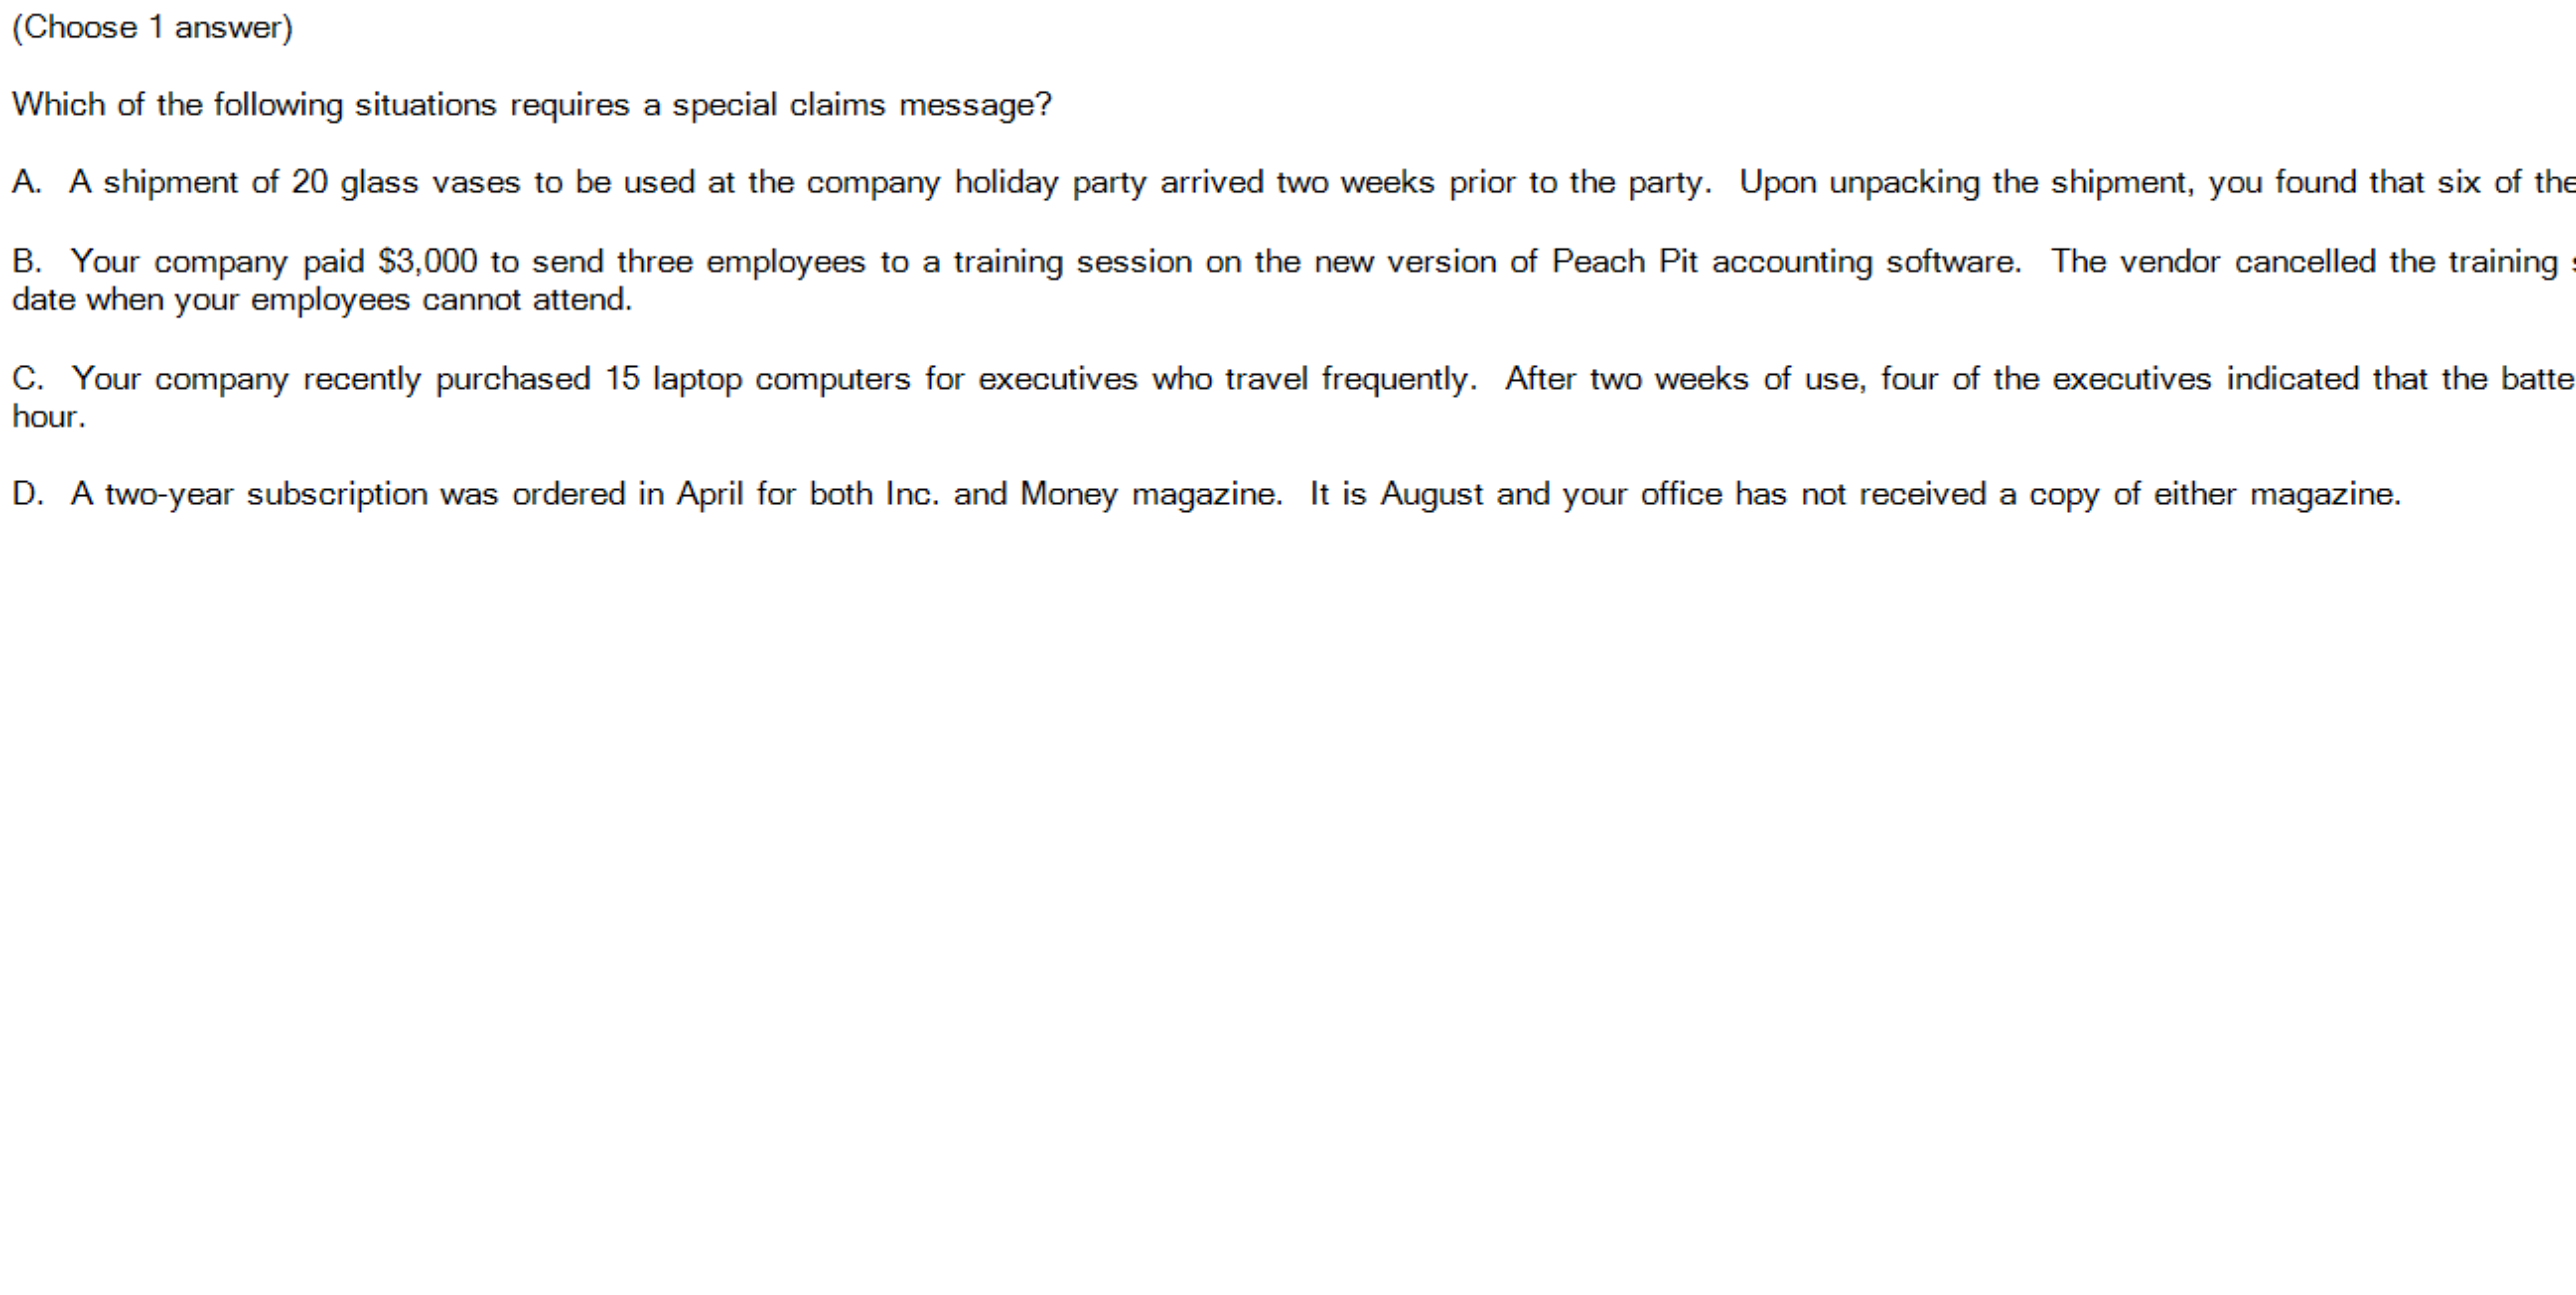 (Choose 1 answer)
Which of the following situations requires a special claims message?
A. A shipment of 20 glass vases to be used at the company holiday party arrived two weeks prior to the party. Upon unpacking the shipment, you found that six of the
B. Your company paid $3,000 to send three employees to a training session on the new version of Peach Pit accounting software. The vendor cancelled the training
date when your employees cannot attend.
C. Your company recently purchased 15 laptop computers for executives who travel frequently. After two weeks of use, four of the executives indicated that the
hour.
D. A two-year subscription was ordered in April for both Inc. and Money magazine. It is August and your office has not received a copy of either magazine.